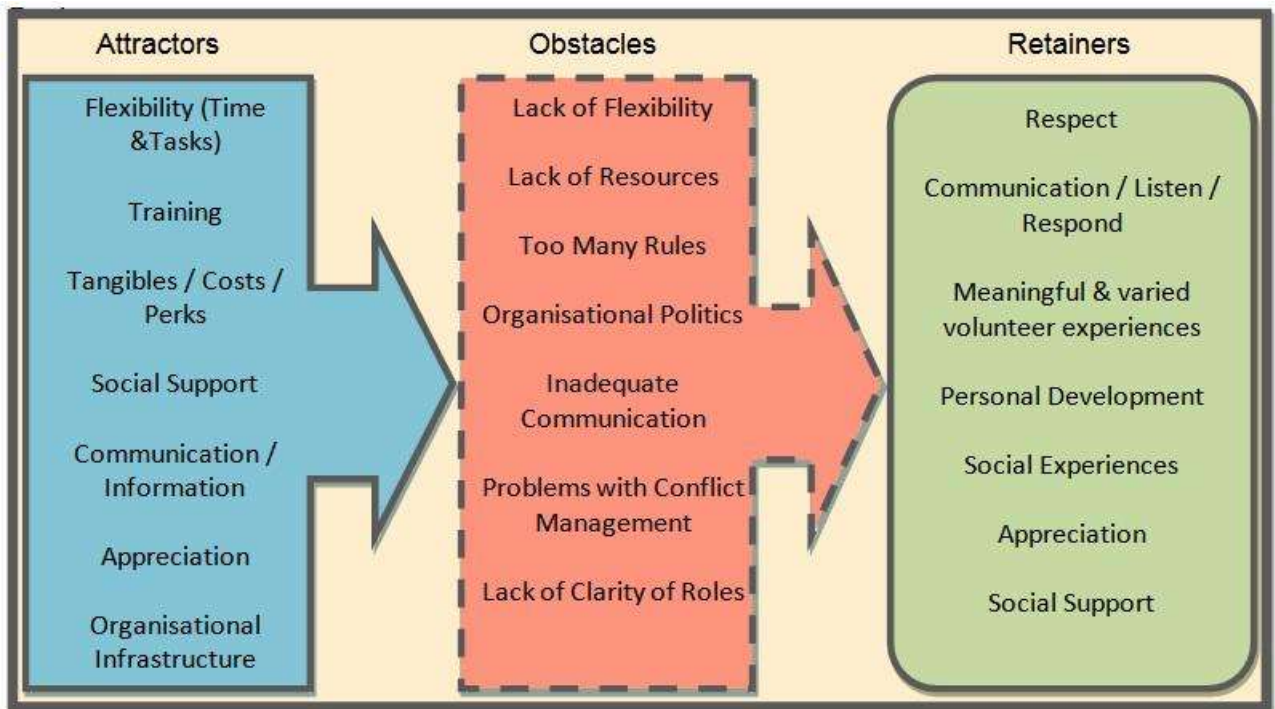 Attractors
Flexibility (Time
&Tasks)
Training
Tangibles / Costs /
Perks
Social Support
Communication /
Information
Appreciation
Organisational
Infrastructure
Obstacles
Lack of Flexibility
Lack of Resources
Too Many Rules
Organisational Politics
Inadequate
Communication
Problems with Conflict
Management
Lack of Clarity of Roles
Retainers
Respect
Communication / Listen /
Respond
Meaningful & varied
volunteer experiences
Personal Development
Social Experiences
Appreciation
Social Support